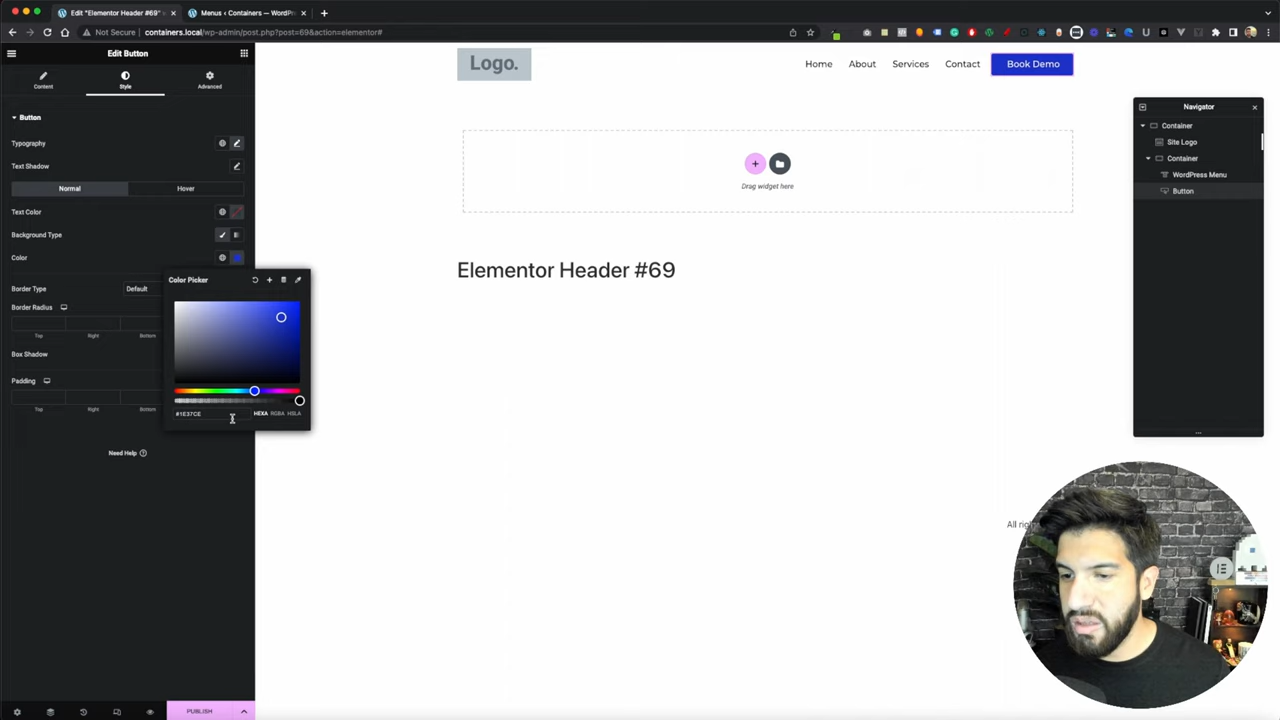 Edit "Elementor Header #69" ×
Menus ‹ Containers — WordPr ×
Not Secure
containers.local/wp-admin/post.php?post=69&action=elementor#
Edit Button
Content
Style
Advanced
Button
Typography
Text Shadow
Normal
Hover
Text Color
Background Type
Color
Border Type
Default
Border Radius
Top
Right
Bottom
Box Shadow
Padding
Top
Right
Bottom
Need Help
PUBLISH
Color Picker
#1E37CE
HEXA
RGBA
HSLA
Logo.
Home
About
Services
Contact
Book Demo
Drag widget here
Elementor Header #69
All
Navigator
Container
Site Logo
Container
WordPress Menu
Button